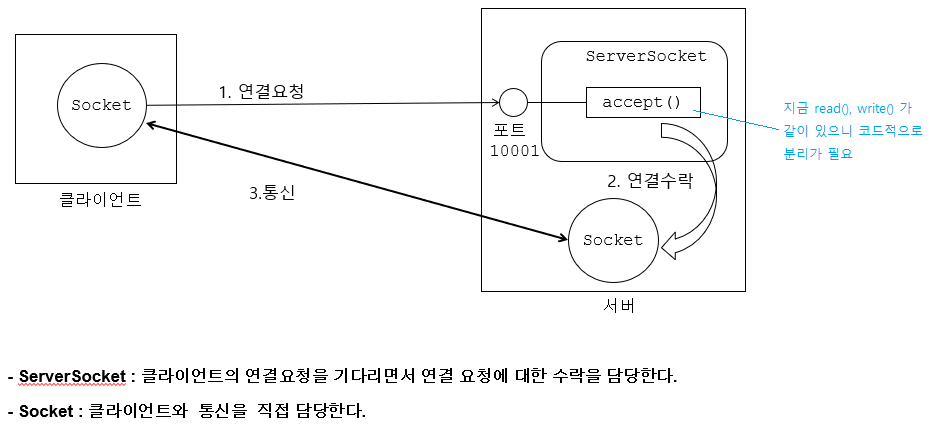 ServerSocket
Socket
1. 연결요청
accept()
지금 read(), write() 가
같이 있으니 코드적으로
분리가 필요
포트
10001
2. 연결수락
3.통신
클라이언트
Socket
서버
- ServerSocket : 클라이언트의 연결요청을 기다리면서 연결 요청에 대한 수락을 담당한다.
- Socket : 클라이언트와 통신을 직접 담당한다.